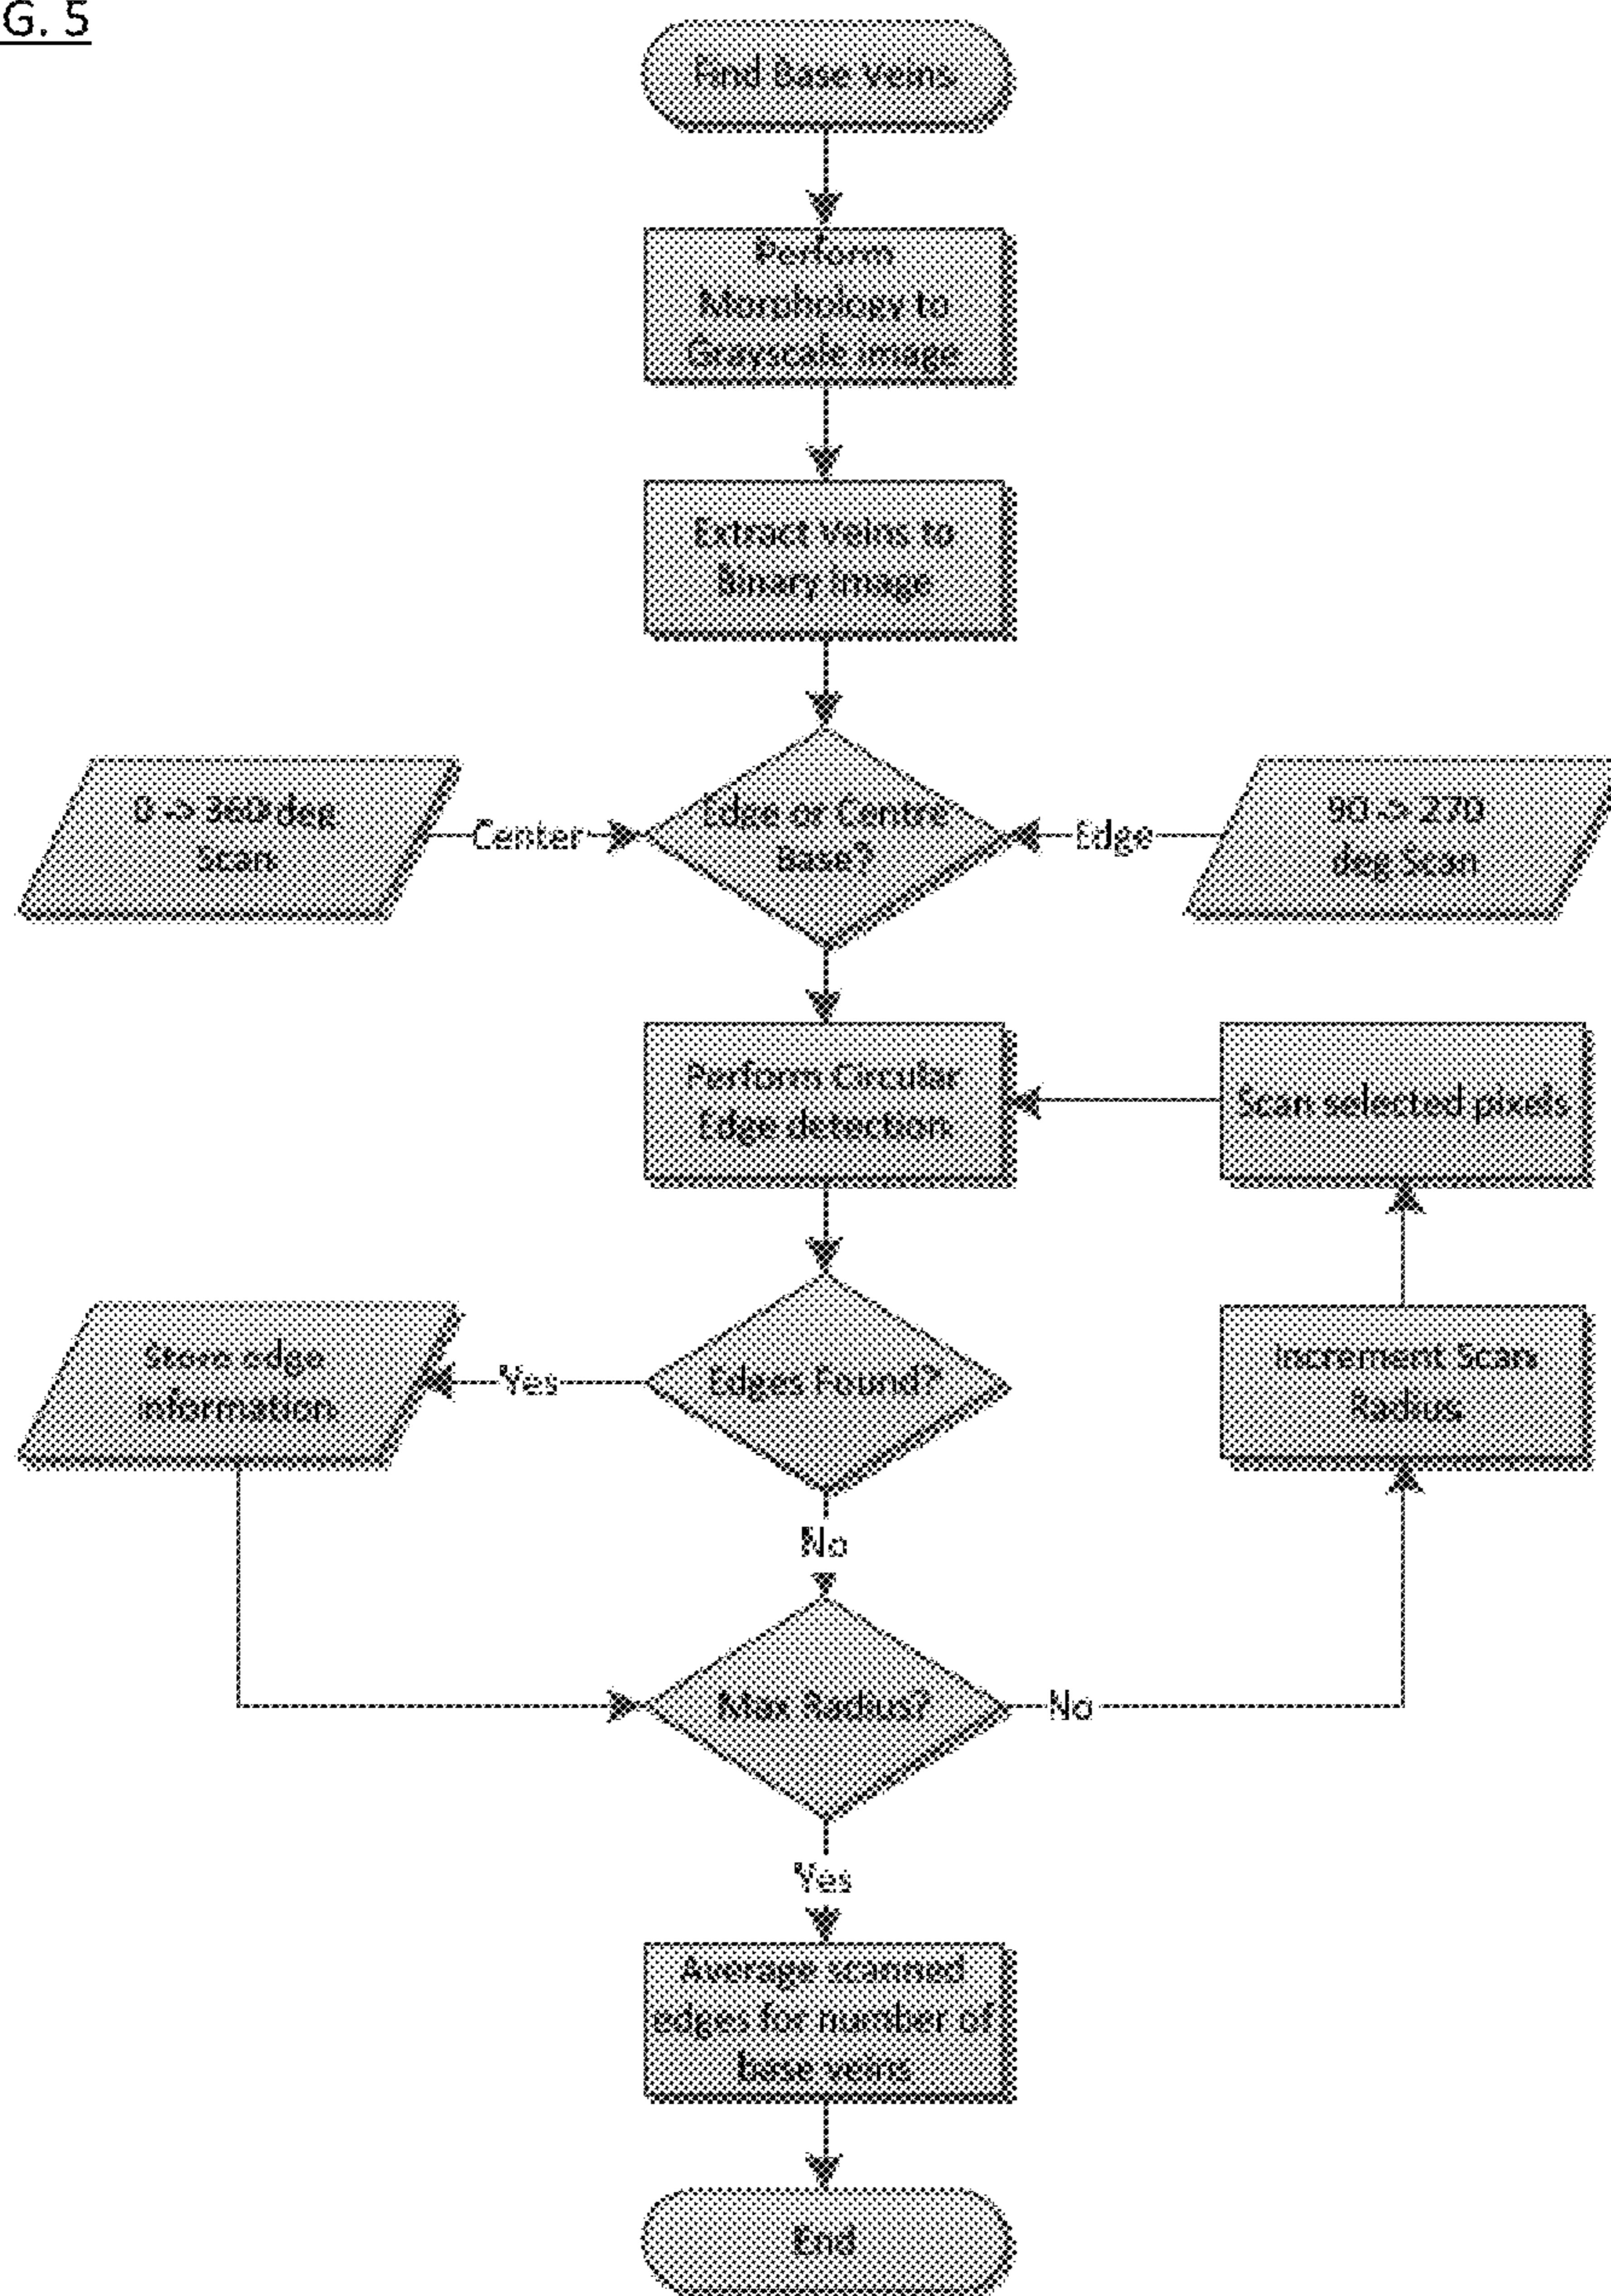 G. 5
Find Base Veins
Perform
Morphology to
Grayscale image
Extract Veins to
Binary image
0 -> 360 deg
Scan
Center
Edge or Centre
Base?
Edge
90 -> 270
deg Scan
Perform Circular
Edge detection
Scan selected pixels
Store edge
information
Yes
Edges Found?
Increment Scan
Radius
No
Max Radius?
No
Yes
Average scanned
edges for number of
base veins
End